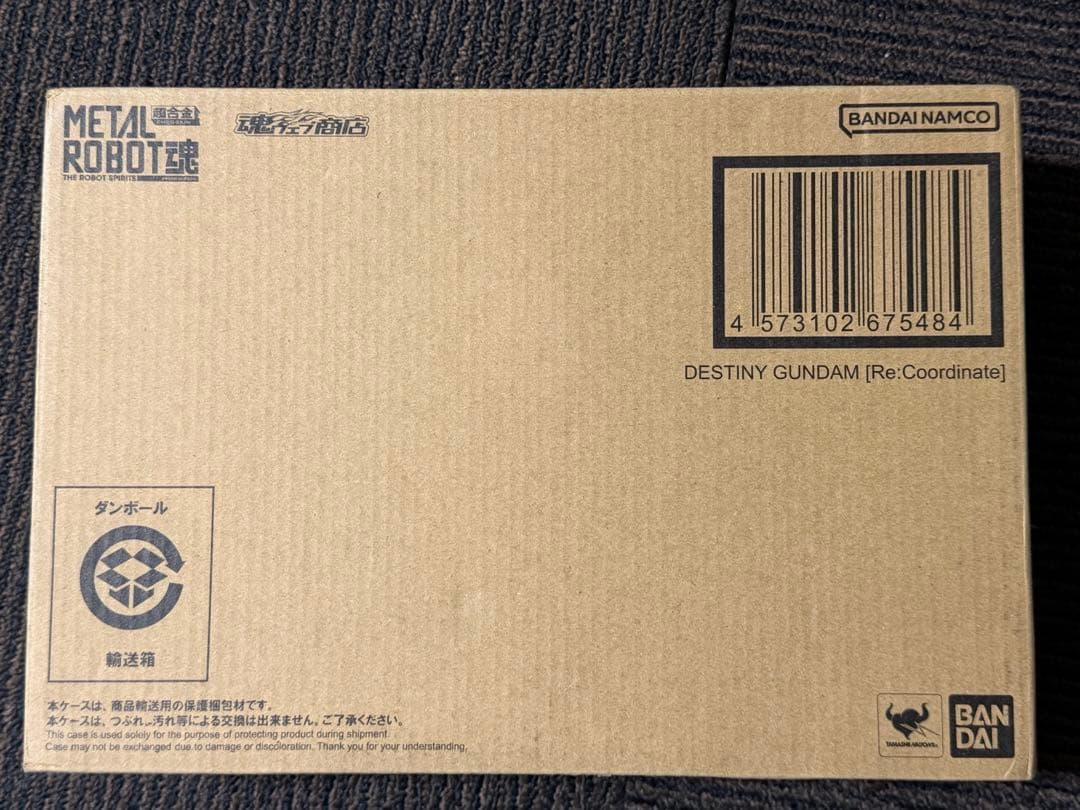 METAL 超合金
ROBOT魂
THE ROBOT SPIRITS
魂ウェブ商店
BANDAI NAMCO
4 573102 675484
DESTINY GUNDAM [Re:Coordinate]
ダンボール
輸送箱
本ケースは、商品輸送用の保護梱包材です。
本ケースは、つぶれ、汚れ等による交換は出来ません。ご了承ください。
This case is used solely for the purpose of protecting product during shipment.
Case may not be exchanged due to damage or discoloration. Thank you for your understanding.
TAMASHII NATIONS
BAN
DAI